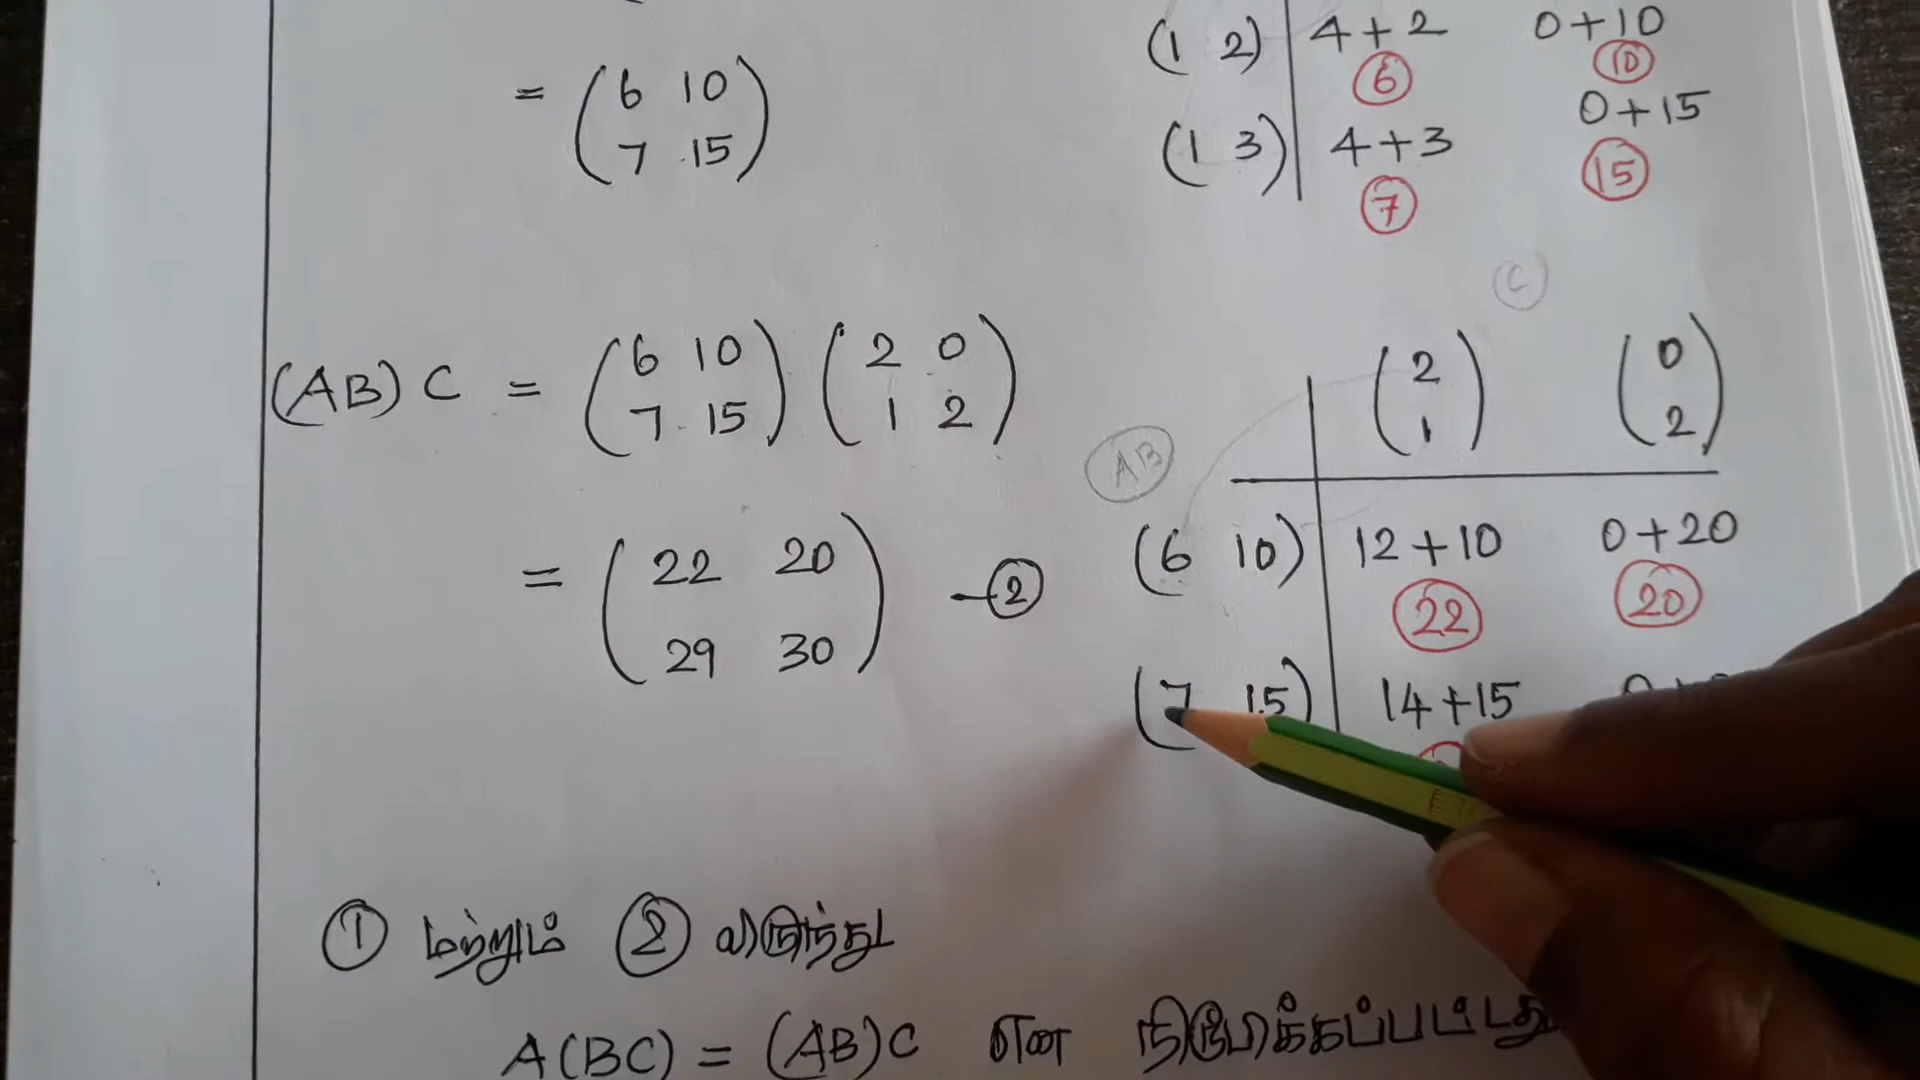 (1 2) 4+2 0+10
6 10
= (6 10
7 15)
0+15
(1 3) 4+3
15
7
C
(AB)C = (6 10
7 15) (2 0
1 2)
(2
1) (0
2)
AB
= (22 20
29 30) —②
(6 10) 12+10 0+20
22 20
(7 15) 14+15
① மற்றும் ② லிருந்து
A(BC) = (AB)C என நிரூபிக்கப்பட்டது